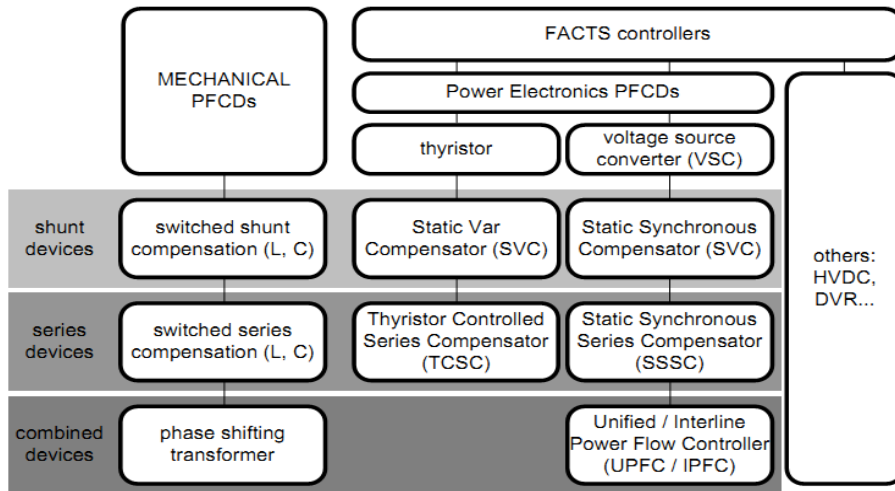 MECHANICAL
PFCDs
FACTS controllers
Power Electronics PFCDs
thyristor
voltage source
converter (VSC)
others:
HVDC,
DVR...
shunt
devices
switched shunt
compensation (L, C)
Static Var
Compensator (SVC)
Static Synchronous
Compensator (SVC)
series
devices
switched series
compensation (L, C)
Thyristor Controlled
Series Compensator
(TCSC)
Static Synchronous
Series Compensator
(SSSC)
combined
devices
phase shifting
transformer
Unified / Interline
Power Flow Controller
(UPFC / IPFC)